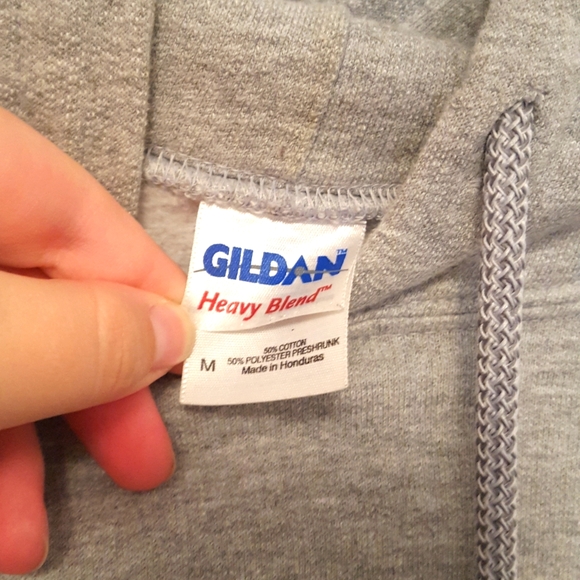 GILDAN™
Heavy Blend™
50% COTTON
M 50% POLYESTER PRESHRUNK
Made in Honduras